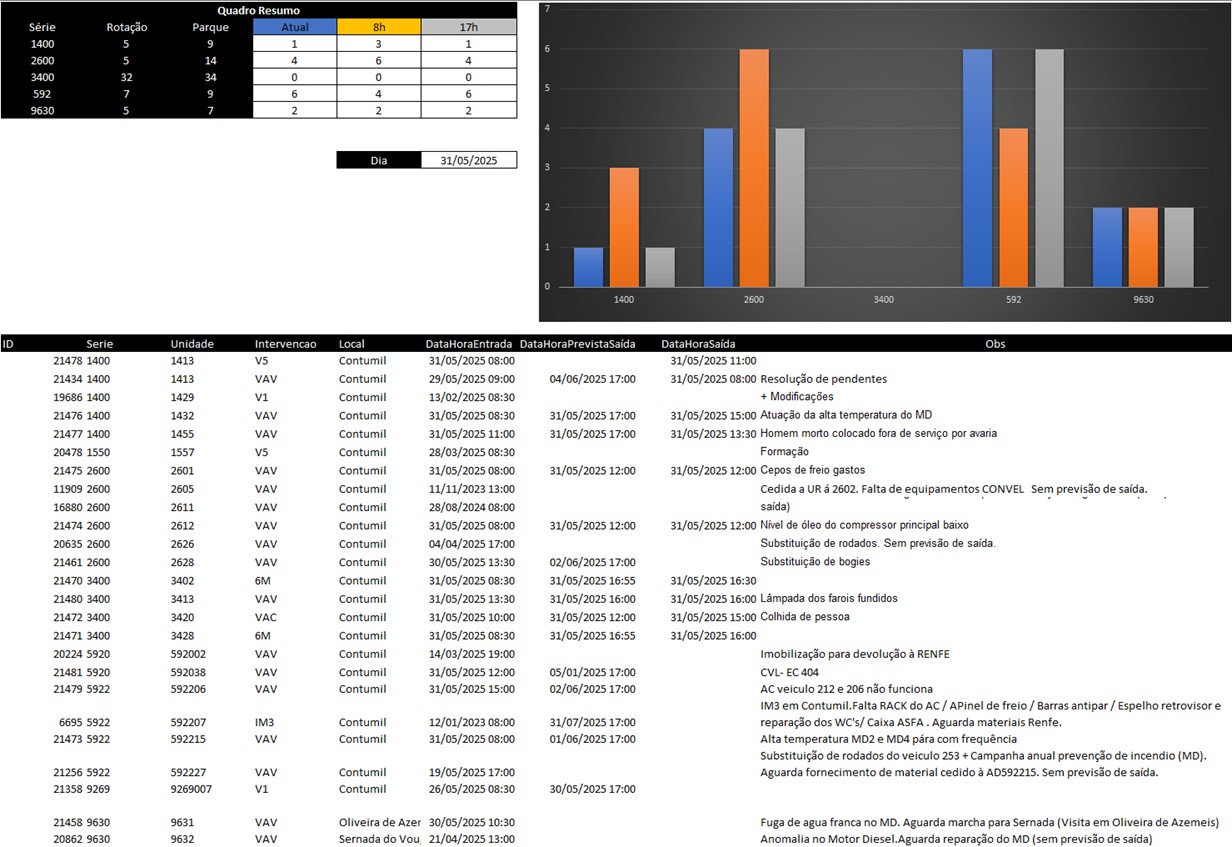 Quadro Resumo
Série Rotação Parque Atual 8h 17h
1400 5 9 1 3 1
2600 5 14 4 6 4
3400 32 34 0 0 0
592 7 9 6 4 6
9630 5 7 2 2 2
Dia 31/05/2025
7
6
5
4
3
2
1
0
1400 2600 3400 592 9630
ID Serie Unidade Intervencao Local DataHoraEntrada DataHoraPrevistaSaída DataHoraSaída Obs
21478 1400 1413 V5 Contumil 31/05/2025 08:00 31/05/2025 11:00
21434 1400 1413 VAV Contumil 29/05/2025 09:00 04/06/2025 17:00 31/05/2025 08:00 Resolução de pendentes
19686 1400 1429 V1 Contumil 13/02/2025 08:30 + Modificações
21476 1400 1432 VAV Contumil 31/05/2025 08:30 31/05/2025 17:00 31/05/2025 15:00 Atuação da alta temperatura do MD
21477 1400 1455 VAV Contumil 31/05/2025 11:00 31/05/2025 17:00 31/05/2025 13:30 Homem morto colocado fora de serviço por avaria
20478 1550 1557 V5 Contumil 28/03/2025 08:30 Formação
21475 2600 2601 VAV Contumil 31/05/2025 08:00 31/05/2025 12:00 31/05/2025 12:00 Cepos de freio gastos
11909 2600 2605 VAV Contumil 11/11/2023 13:00 Cedida a UR á 2602. Falta de equipamentos CONVEL Sem previsão de saída.
16880 2600 2611 VAV Contumil 28/08/2024 08:00 saída)
21474 2600 2612 VAV Contumil 31/05/2025 08:00 31/05/2025 12:00 31/05/2025 12:00 Nível de óleo do compressor principal baixo
20635 2600 2626 VAV Contumil 04/04/2025 17:00 Substituição de rodados. Sem previsão de saída.
21461 2600 2628 VAV Contumil 30/05/2025 13:30 02/06/2025 17:00 Substituição de bogies
21470 3400 3402 6M Contumil 31/05/2025 08:30 31/05/2025 16:55 31/05/2025 16:30
21480 3400 3413 VAV Contumil 31/05/2025 13:30 31/05/2025 16:00 31/05/2025 16:00 Lâmpada dos farois fundidos
21472 3400 3420 VAC Contumil 31/05/2025 10:00 31/05/2025 12:00 31/05/2025 15:00 Colhida de pessoa
21471 3400 3428 6M Contumil 31/05/2025 08:30 31/05/2025 16:55 31/05/2025 16:00
20224 5920 592002 VAV Contumil 14/03/2025 19:00 Imobilização para devolução à RENFE
21481 5920 592038 VAV Contumil 31/05/2025 12:00 05/01/2025 17:00 CVL- EC 404
21479 5922 592206 VAV Contumil 31/05/2025 15:00 02/06/2025 17:00 AC veiculo 212 e 206 não funciona
IM3 em Contumil.Falta RACK do AC / APinel de freio / Barras antipar / Espelho retrovisor e
6695 5922 592207 IM3 Contumil 12/01/2023 08:00 31/07/2025 17:00 reparação dos WC's/ Caixa ASFA . Aguarda materiais Renfe.
21473 5922 592215 VAV Contumil 31/05/2025 08:00 01/06/2025 17:00 Alta temperatura MD2 e MD4 pára com frequência
Substituição de rodados do veiculo 253 + Campanha anual prevenção de incendio (MD).
21256 5922 592227 VAV Contumil 19/05/2025 17:00 Aguarda fornecimento de material cedido à AD592215. Sem previsão de saída.
21358 9269 9269007 V1 Contumil 26/05/2025 08:30 30/05/2025 17:00
21458 9630 9631 VAV Oliveira de Azer 30/05/2025 10:30 Fuga de agua franca no MD. Aguarda marcha para Sernada (Visita em Oliveira de Azemeis)
20862 9630 9632 VAV Sernada do Vou 21/04/2025 13:00 Anomalia no Motor Diesel.Aguarda reparação do MD (sem previsão de saída)